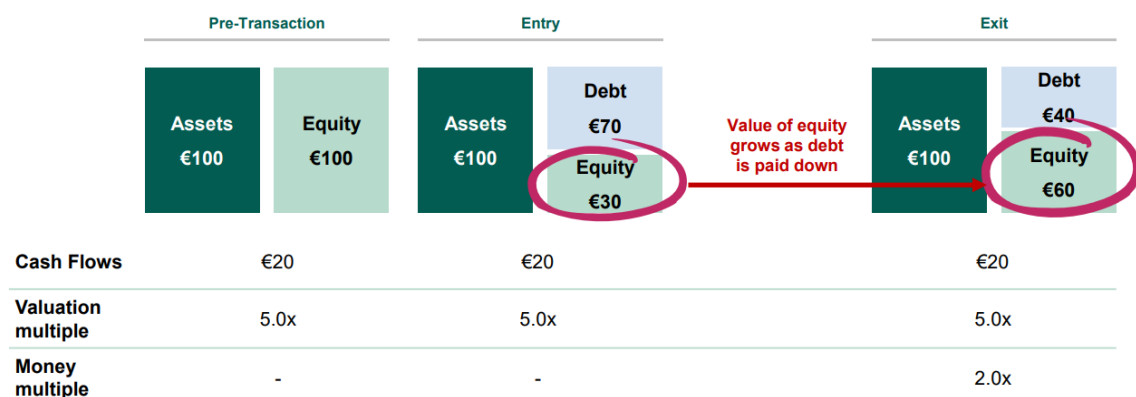 Pre-Transaction
Entry
Exit
Assets
€100
Equity
€100
Assets
€100
Debt
€70
Equity
€30
Value of equity
grows as debt
is paid down
Assets
€100
Debt
€40
Equity
€60
Cash Flows €20 €20 €20
Valuation
multiple 5.0x 5.0x 5.0x
Money
multiple - - 2.0x